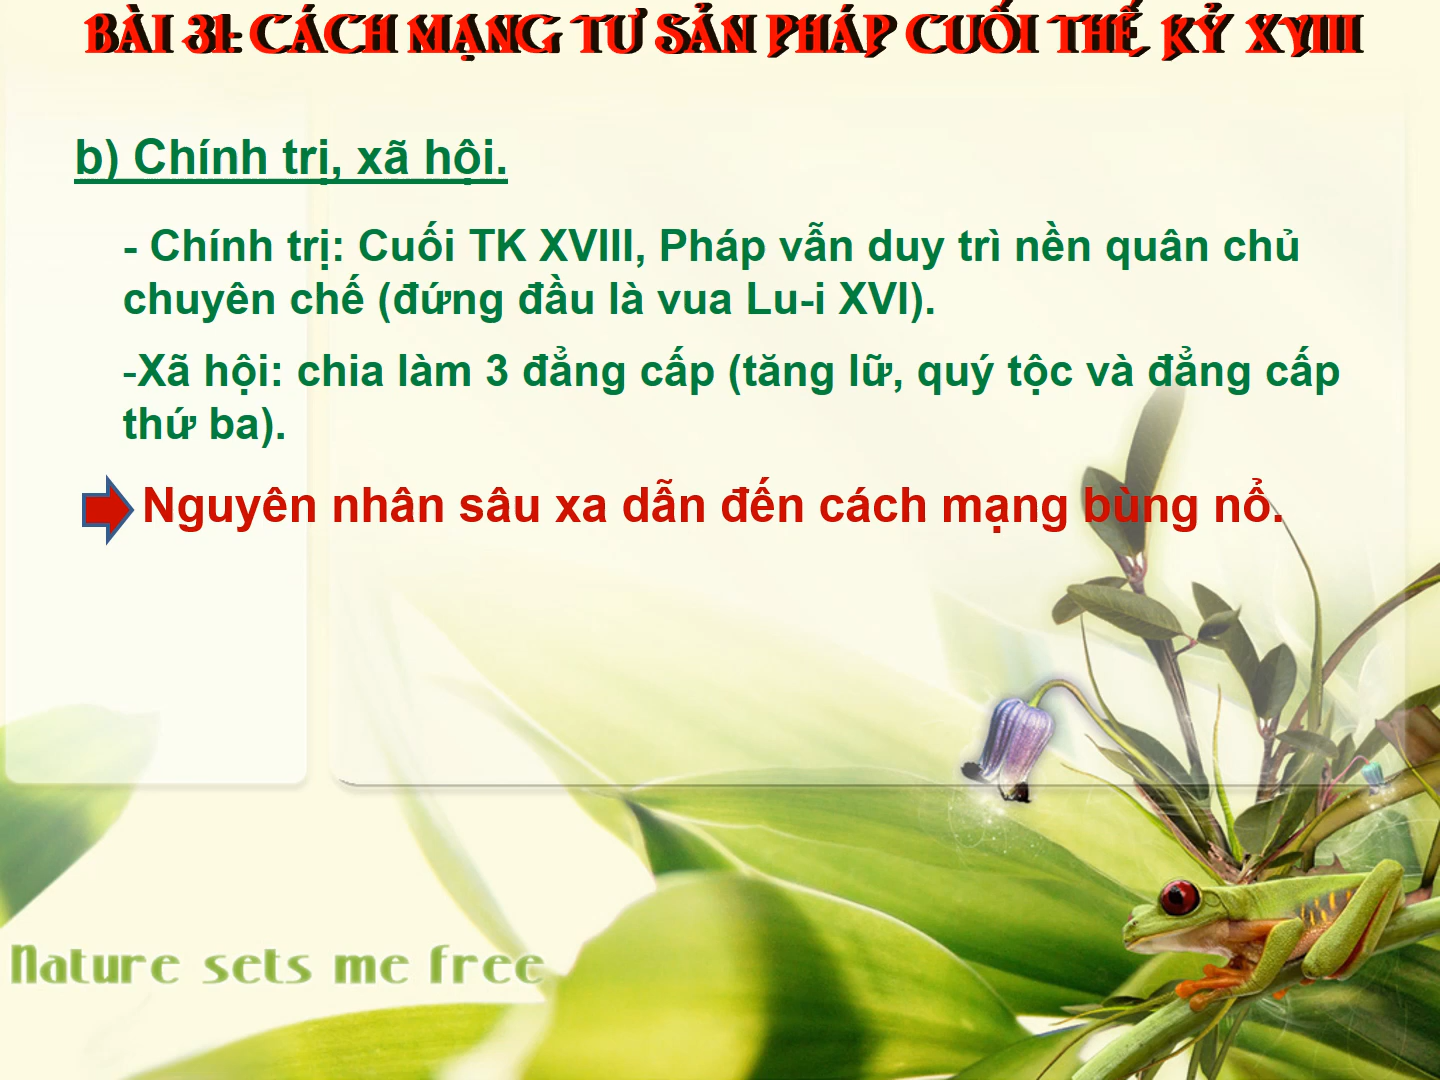 BÀI 31: CÁCH MẠNG TƯ SẢN PHÁP CUỐI THẾ KỶ XVIII
b) Chính trị, xã hội.
- Chính trị: Cuối TK XVIII, Pháp vẫn duy trì nền quân chủ
chuyên chế (đứng đầu là vua Lu-i XVI).
-Xã hội: chia làm 3 đẳng cấp (tăng lữ, quý tộc và đẳng cấp
thứ ba).
Nguyên nhân sâu xa dẫn đến cách mạng bùng nổ.
Nature sets me free